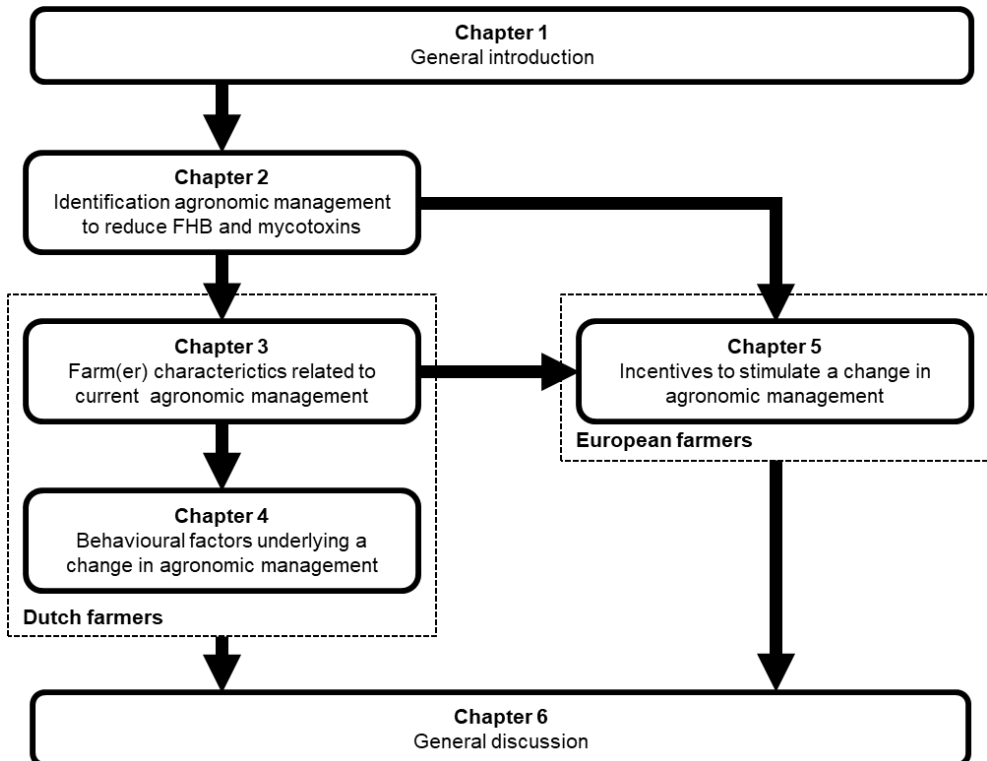 Chapter 1
General introduction
Chapter 2
Identification agronomic management
to reduce FHB and mycotoxins
Chapter 3
Farm(er) characterictics related to
current agronomic management
Chapter 5
Incentives to stimulate a change in
agronomic management
European farmers
Chapter 4
Behavioural factors underlying a
change in agronomic management
Dutch farmers
Chapter 6
General discussion